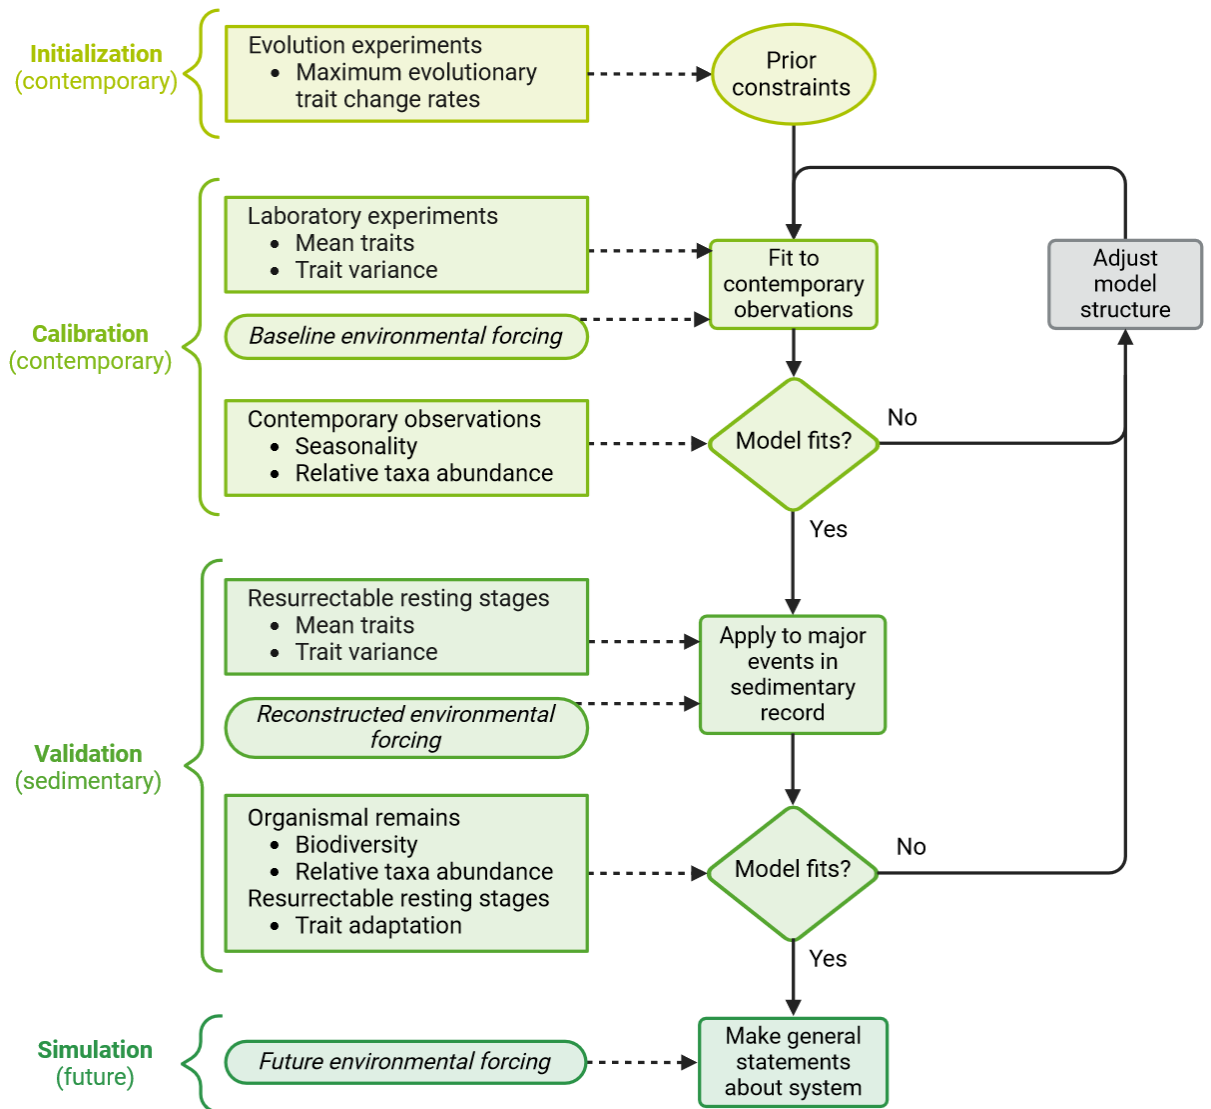 Initialization
(contemporary)
Evolution experiments
• Maximum evolutionary
trait change rates
Prior
constraints
Calibration
(contemporary)
Laboratory experiments
• Mean traits
• Trait variance
Baseline environmental forcing
Contemporary observations
• Seasonality
• Relative taxa abundance
Fit to
contemporary
obervations
Adjust
model
structure
Model fits?
No
Yes
Validation
(sedimentary)
Resurrectable resting stages
• Mean traits
• Trait variance
Reconstructed environmental
forcing
Organismal remains
• Biodiversity
• Relative taxa abundance
Resurrectable resting stages
• Trait adaptation
Apply to major
events in
sedimentary
record
Model fits?
No
Yes
Simulation
(future)
Future environmental forcing
Make general
statements
about system